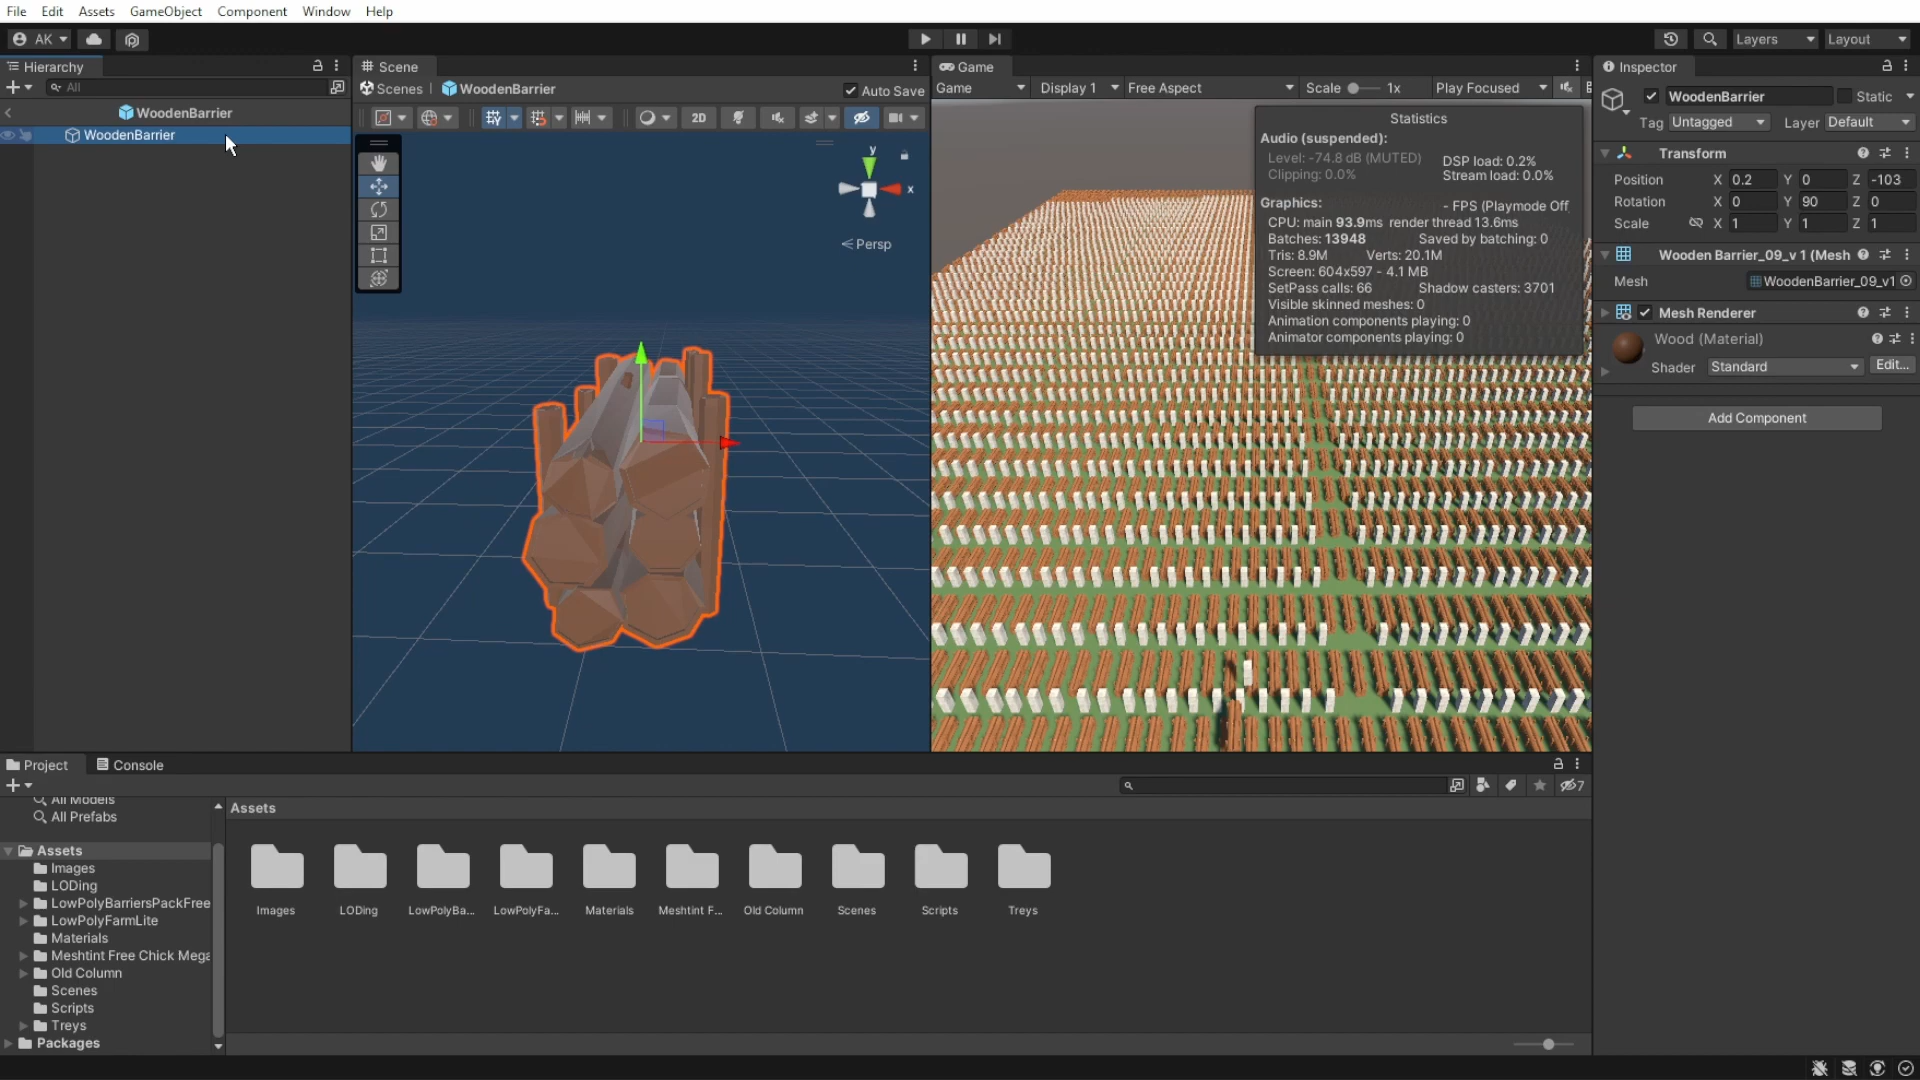 File Edit Assets GameObject Component Window Help
AK
Layers
Layout
Hierarchy
All
WoodenBarrier
WoodenBarrier
Scene
Scenes
WoodenBarrier
Auto Save
2D
y
x
Persp
Game
Game Display 1 Free Aspect Scale 1x Play Focused
Statistics
Audio (suspended):
Level: -74.8 dB (MUTED) DSP load: 0.2%
Clipping: 0.0% Stream load: 0.0%
Graphics: - FPS (Playmode Off
CPU: main 93.9ms render thread 13.6ms
Batches: 13948 Saved by batching: 0
Tris: 8.9M Verts: 20.1M
Screen: 604x597 - 4.1 MB
SetPass calls: 66 Shadow casters: 3701
Visible skinned meshes: 0
Animation components playing: 0
Animator components playing: 0
Inspector
WoodenBarrier Static
Tag Untagged Layer Default
Transform
Position X 0.2 Y 0 Z -103
Rotation X 0 Y 90 Z 0
Scale X 1 Y 1 Z 1
Wooden Barrier_09_v 1 (Mesh
Mesh WoodenBarrier_09_v1
Mesh Renderer
Wood (Material)
Shader Standard Edit...
Add Component
Project Console
7
All Models
All Prefabs
Assets
Images
LODing
LowPolyBarriersPackFree
LowPolyFarmLite
Materials
Meshtint Free Chick Mega
Old Column
Scenes
Scripts
Treys
Packages
Assets
Images LODing LowPolyBa... LowPolyFa... Materials Meshtint F... Old Column Scenes Scripts Treys